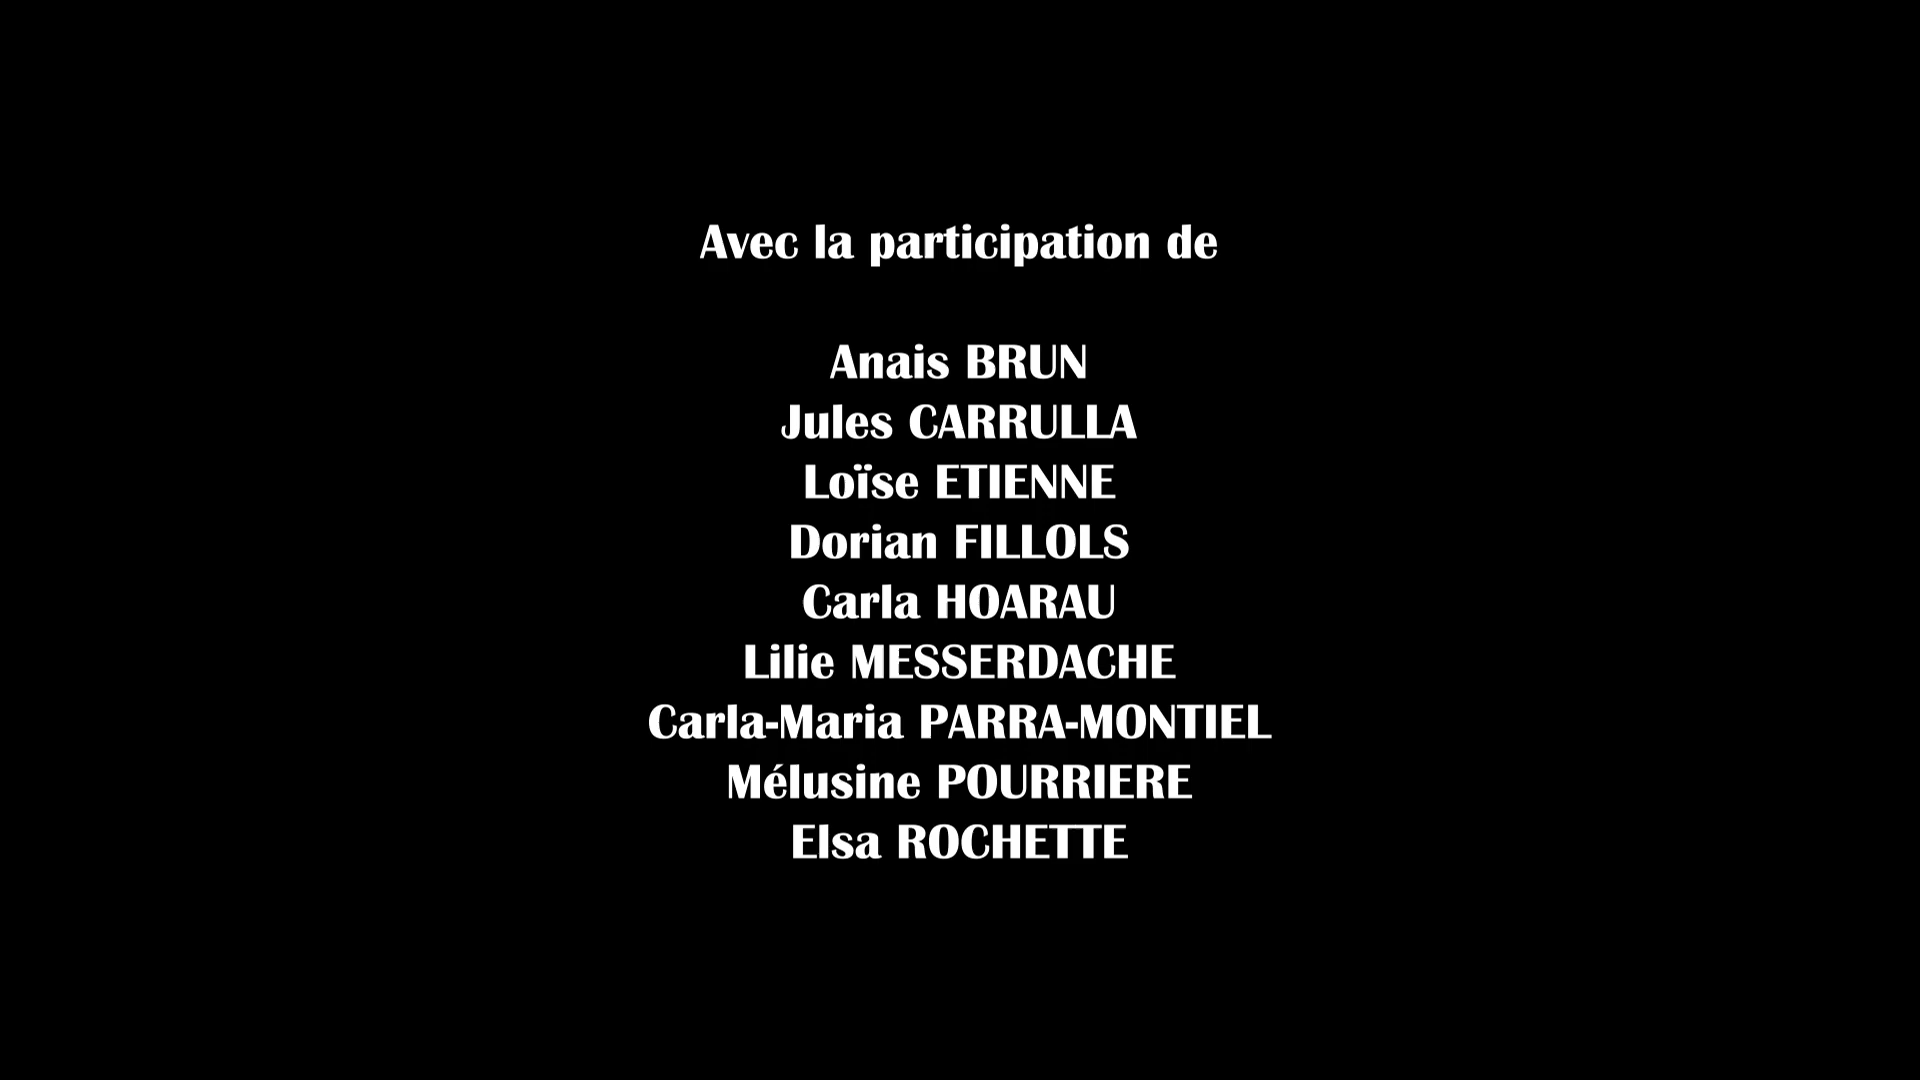 Avec la participation de
Anais BRUN
Jules CARRULLA
Loïse ETIENNE
Dorian FILLOLS
Carla HOARAU
Lilie MESSERDACHE
Carla-Maria PARRA-MONTIEL
Mélusine POURRIERE
Elsa ROCHETTE